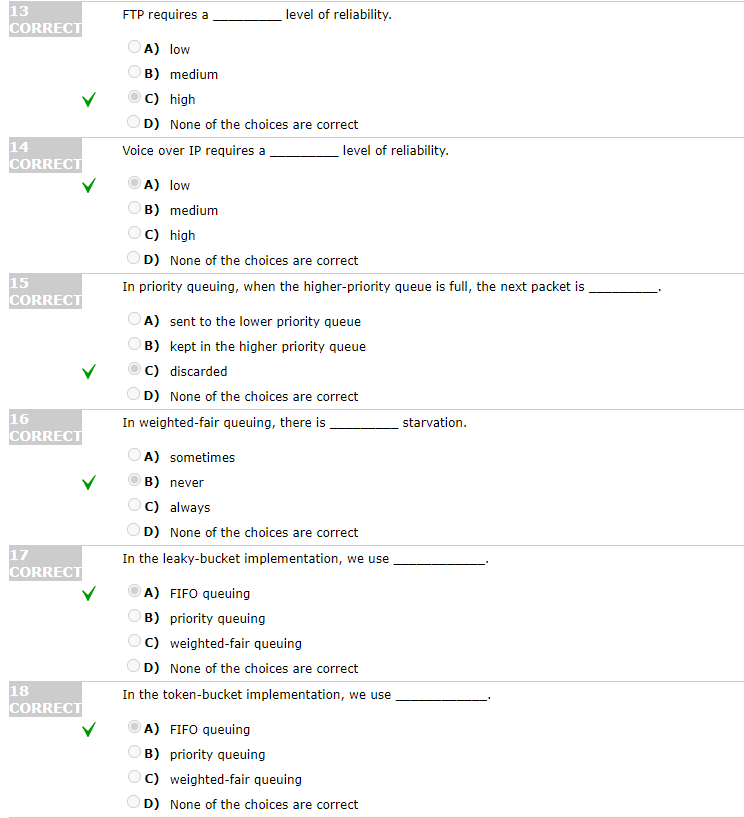 13
CORRECT
FTP requires a _________ level of reliability.
A) low
B) medium
C) high
D) None of the choices are correct
14
CORRECT
Voice over IP requires a _________ level of reliability.
A) low
B) medium
C) high
D) None of the choices are correct
15
CORRECT
In priority queuing, when the higher-priority queue is full, the next packet is _________.
A) sent to the lower priority queue
B) kept in the higher priority queue
C) discarded
D) None of the choices are correct
16
CORRECT
In weighted-fair queuing, there is _________ starvation.
A) sometimes
B) never
C) always
D) None of the choices are correct
17
CORRECT
In the leaky-bucket implementation, we use ____________.
A) FIFO queuing
B) priority queuing
C) weighted-fair queuing
D) None of the choices are correct
18
CORRECT
In the token-bucket implementation, we use ____________.
A) FIFO queuing
B) priority queuing
C) weighted-fair queuing
D) None of the choices are correct